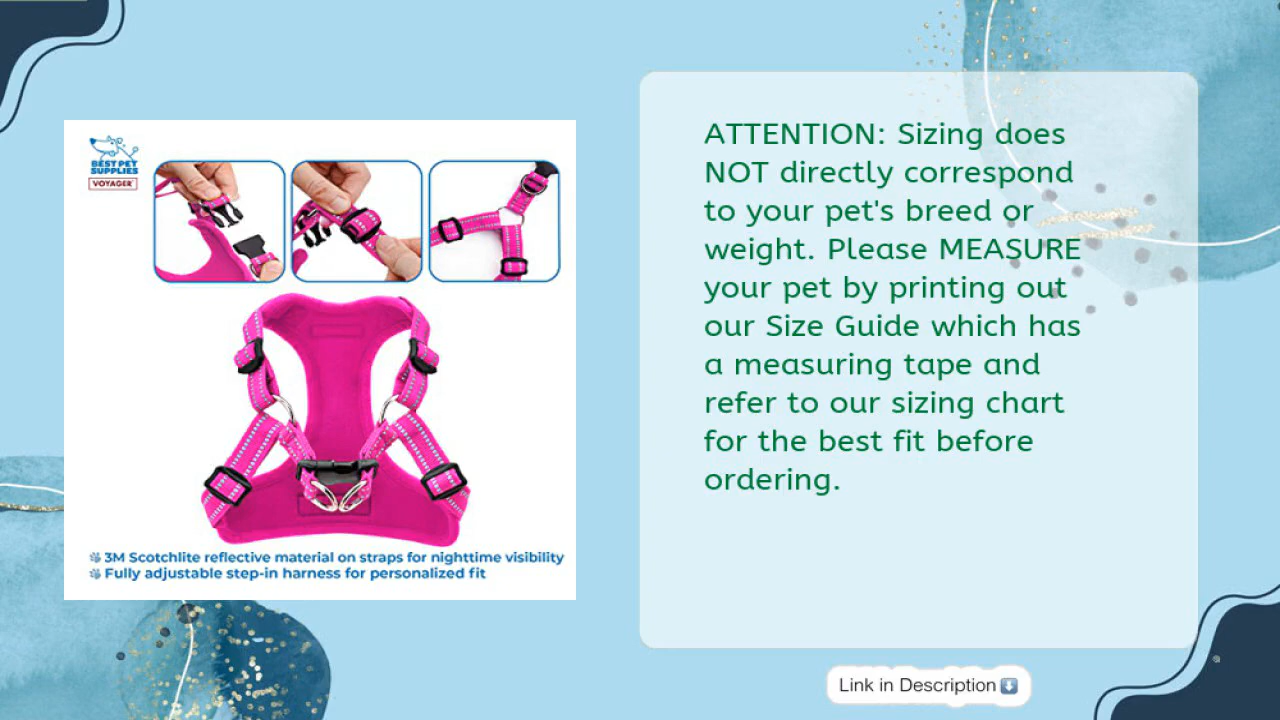 BEST PET
SUPPLIES
VOYAGER
3M Scotchlite reflective material on straps for nighttime visibility
Fully adjustable step-in harness for personalized fit
ATTENTION: Sizing does
NOT directly correspond
to your pet's breed or
weight. Please MEASURE
your pet by printing out
our Size Guide which has
a measuring tape and
refer to our sizing chart
for the best fit before
ordering.
Link in Description